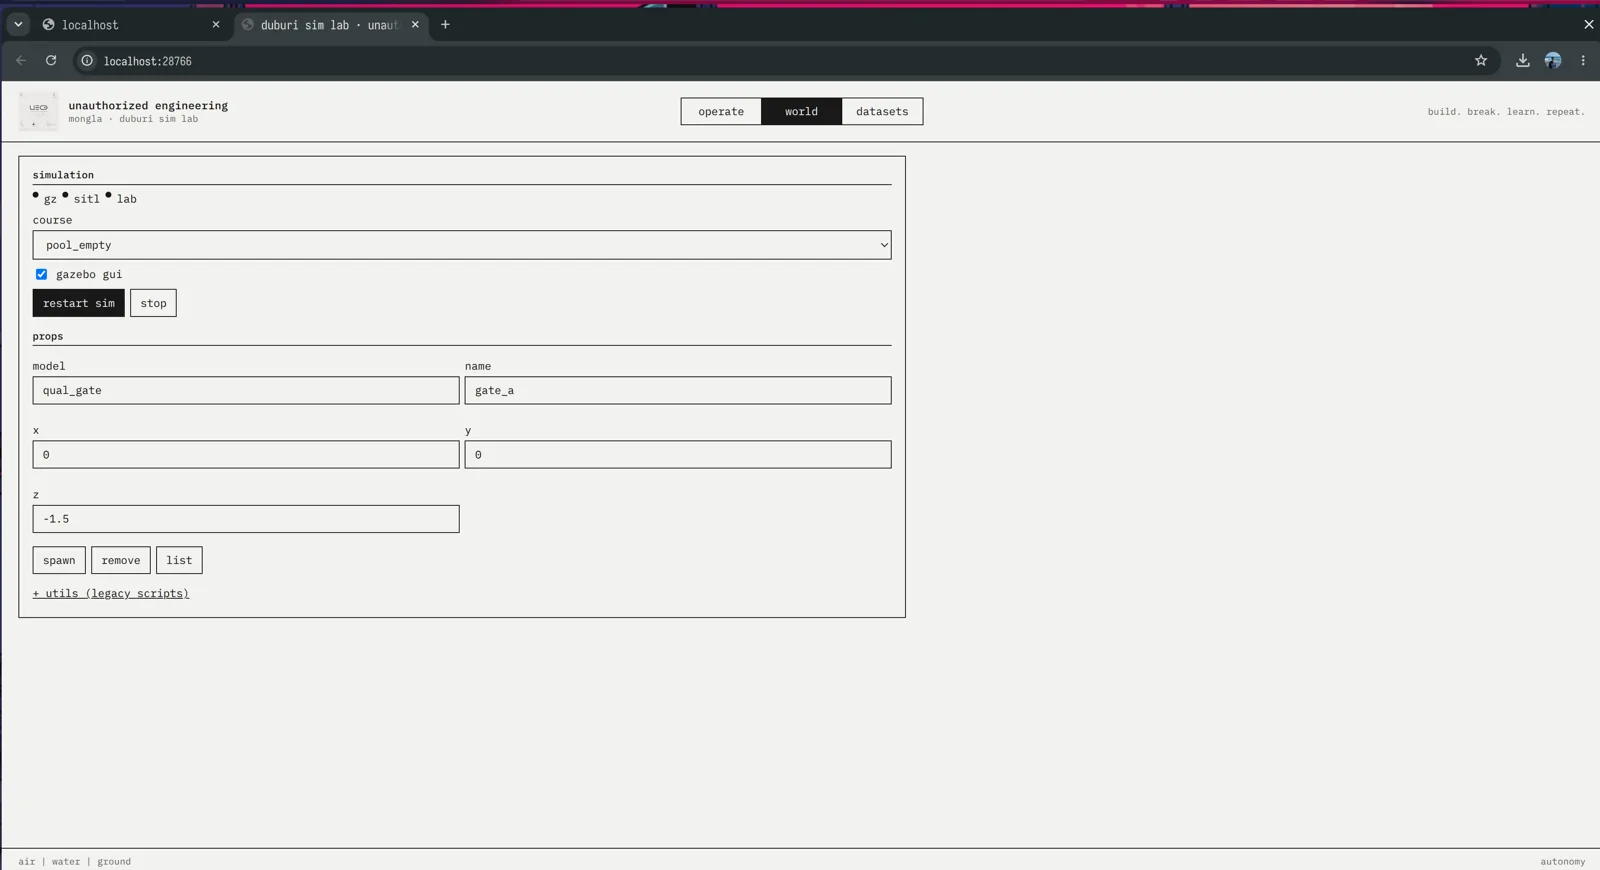 localhost
duburi sim lab · unaut
localhost:28766
UEO
unauthorized engineering
mongla · duburi sim lab
operate
world
datasets
build. break. learn. repeat.
simulation
gz sitl lab
course
pool_empty
gazebo gui
restart sim
stop
props
model
name
qual_gate
gate_a
x
y
0
0
z
-1.5
spawn
remove
list
+ utils (legacy scripts)
air | water | ground
autonomy